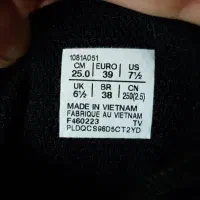 1081A051
CM EURO US
25.0 39 7½
UK BR CN
6½ 38 250(2.5)
MADE IN VIETNAM
FABRIQUE AU VIETNAM
F460223 TV
PLDQCS98D5CT2YD